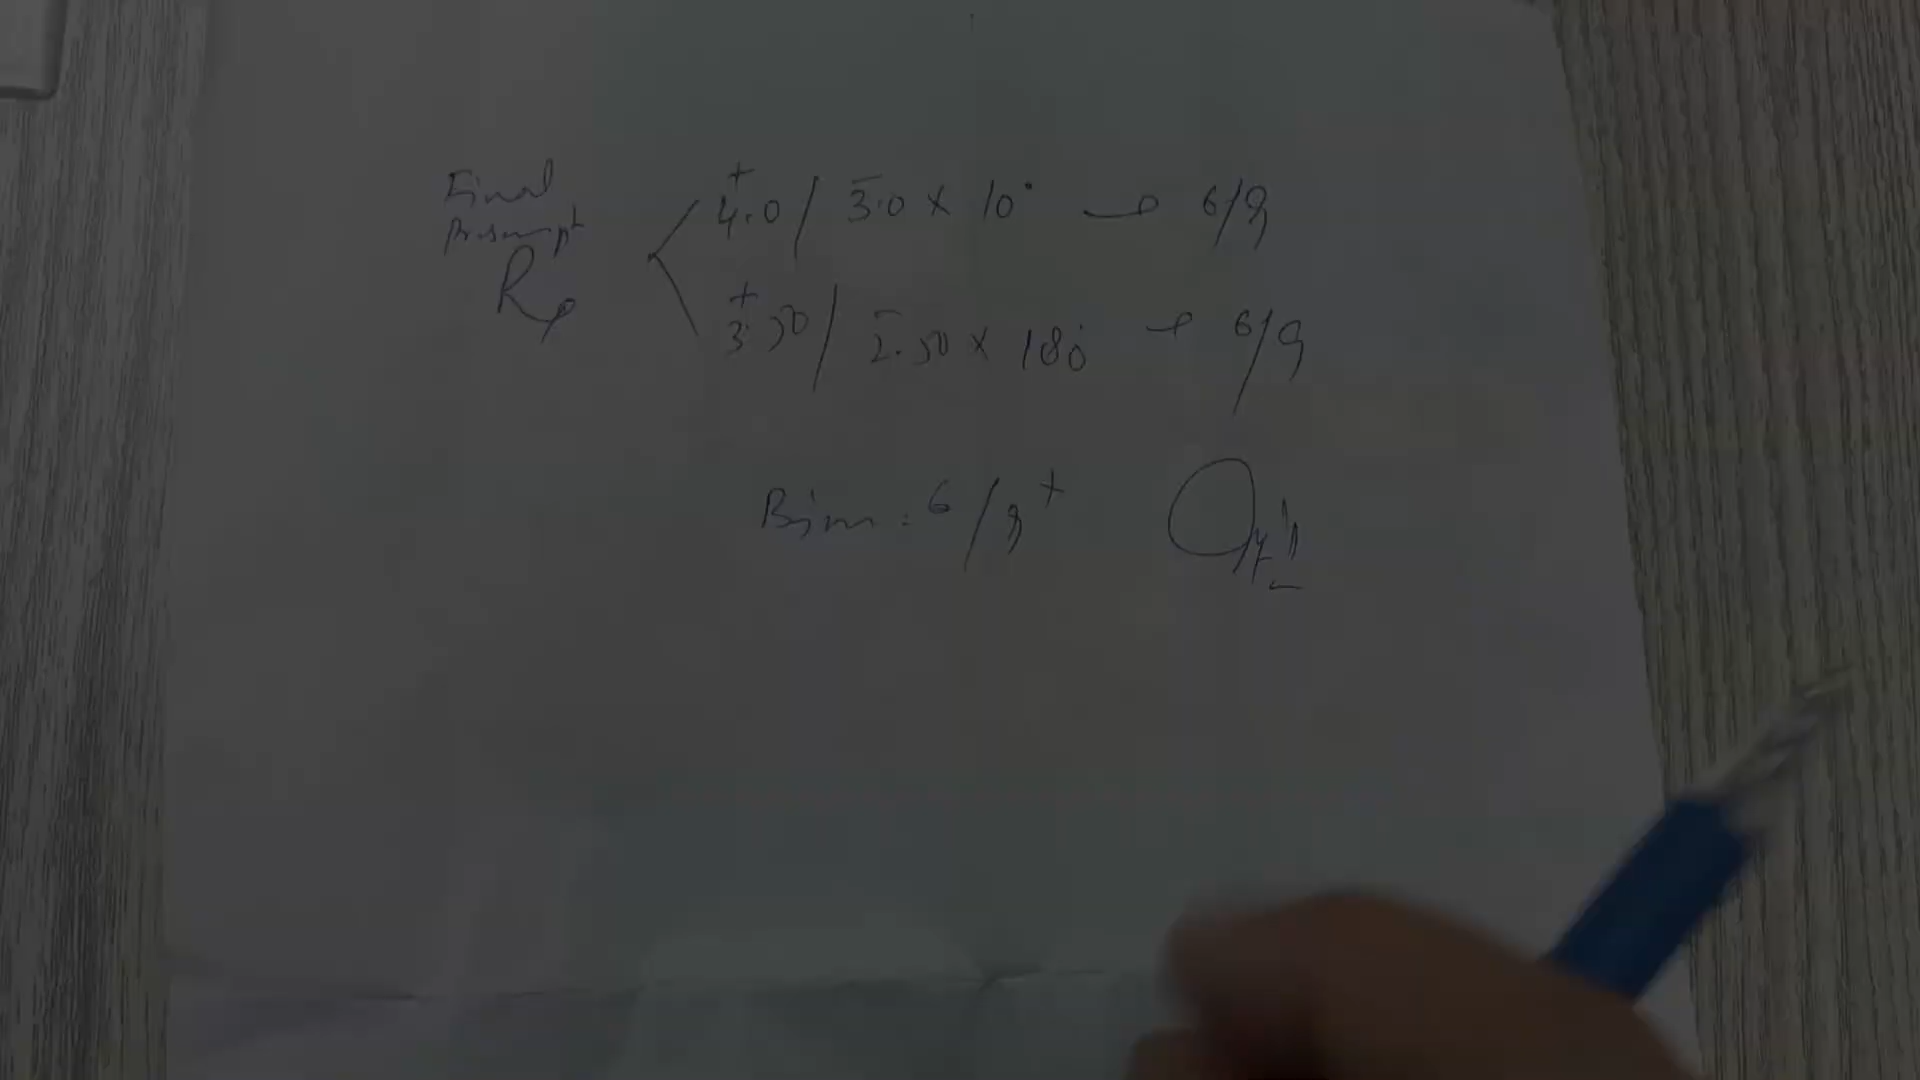 Final
+4.0 / -3.0 x 10° → 6/9
Rx
+3.50 / -2.50 x 180° → 6/9
Bin: 6/9+